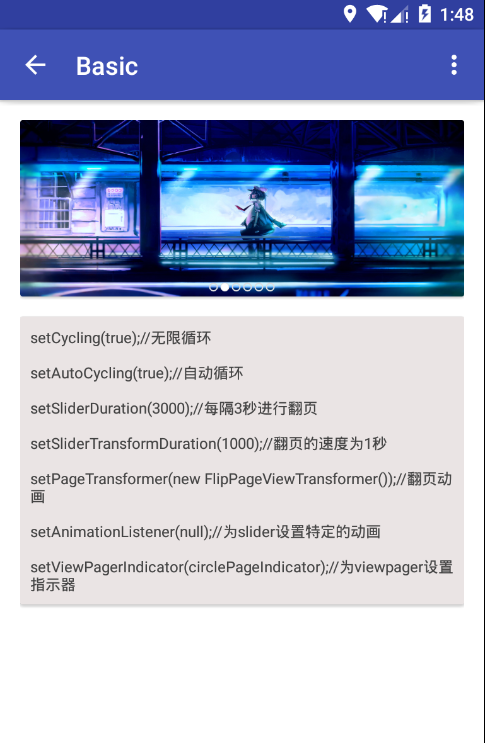 1:48
Basic
setCycling(true);//无限循环
setAutoCycling(true);//自动循环
setSliderDuration(3000);//每隔3秒进行翻页
setSliderTransformDuration(1000);//翻页的速度为1秒
setPageTransformer(new FlipPageViewTransformer());//翻页动
画
setAnimationListener(null);//为slider设置特定的动画
setViewPagerIndicator(circlePageIndicator);//为viewpager设置
指示器